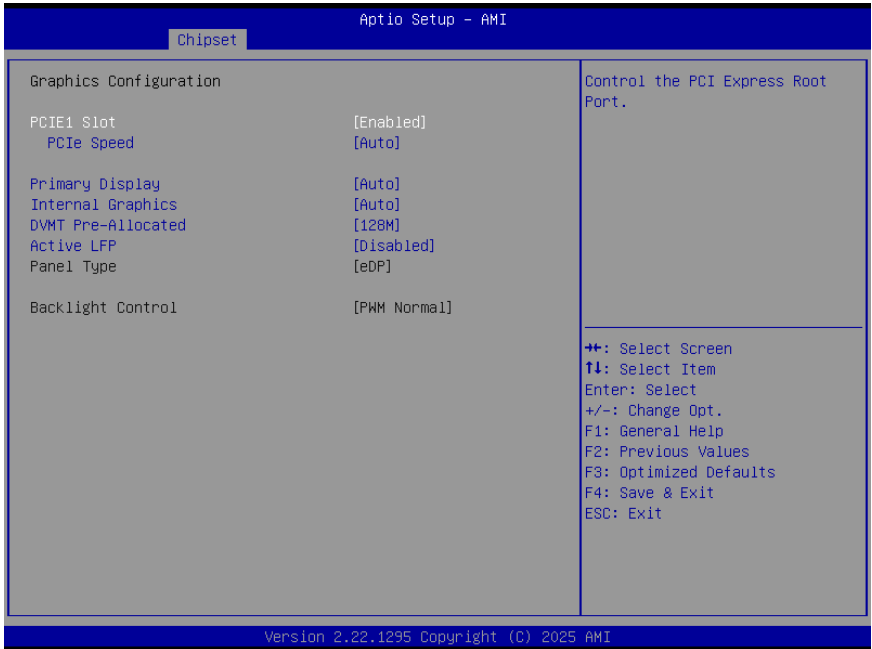 Aptio Setup – AMI
Chipset
Graphics Configuration
PCIE1 Slot [Enabled]
PCIe Speed [Auto]
Primary Display [Auto]
Internal Graphics [Auto]
DVMT Pre-Allocated [128M]
Active LFP [Disabled]
Panel Type [eDP]
Backlight Control [PWM Normal]
Control the PCI Express Root
Port.
→←: Select Screen
↑↓: Select Item
Enter: Select
+/-: Change Opt.
F1: General Help
F2: Previous Values
F3: Optimized Defaults
F4: Save & Exit
ESC: Exit
Version 2.22.1295 Copyright (C) 2025 AMI